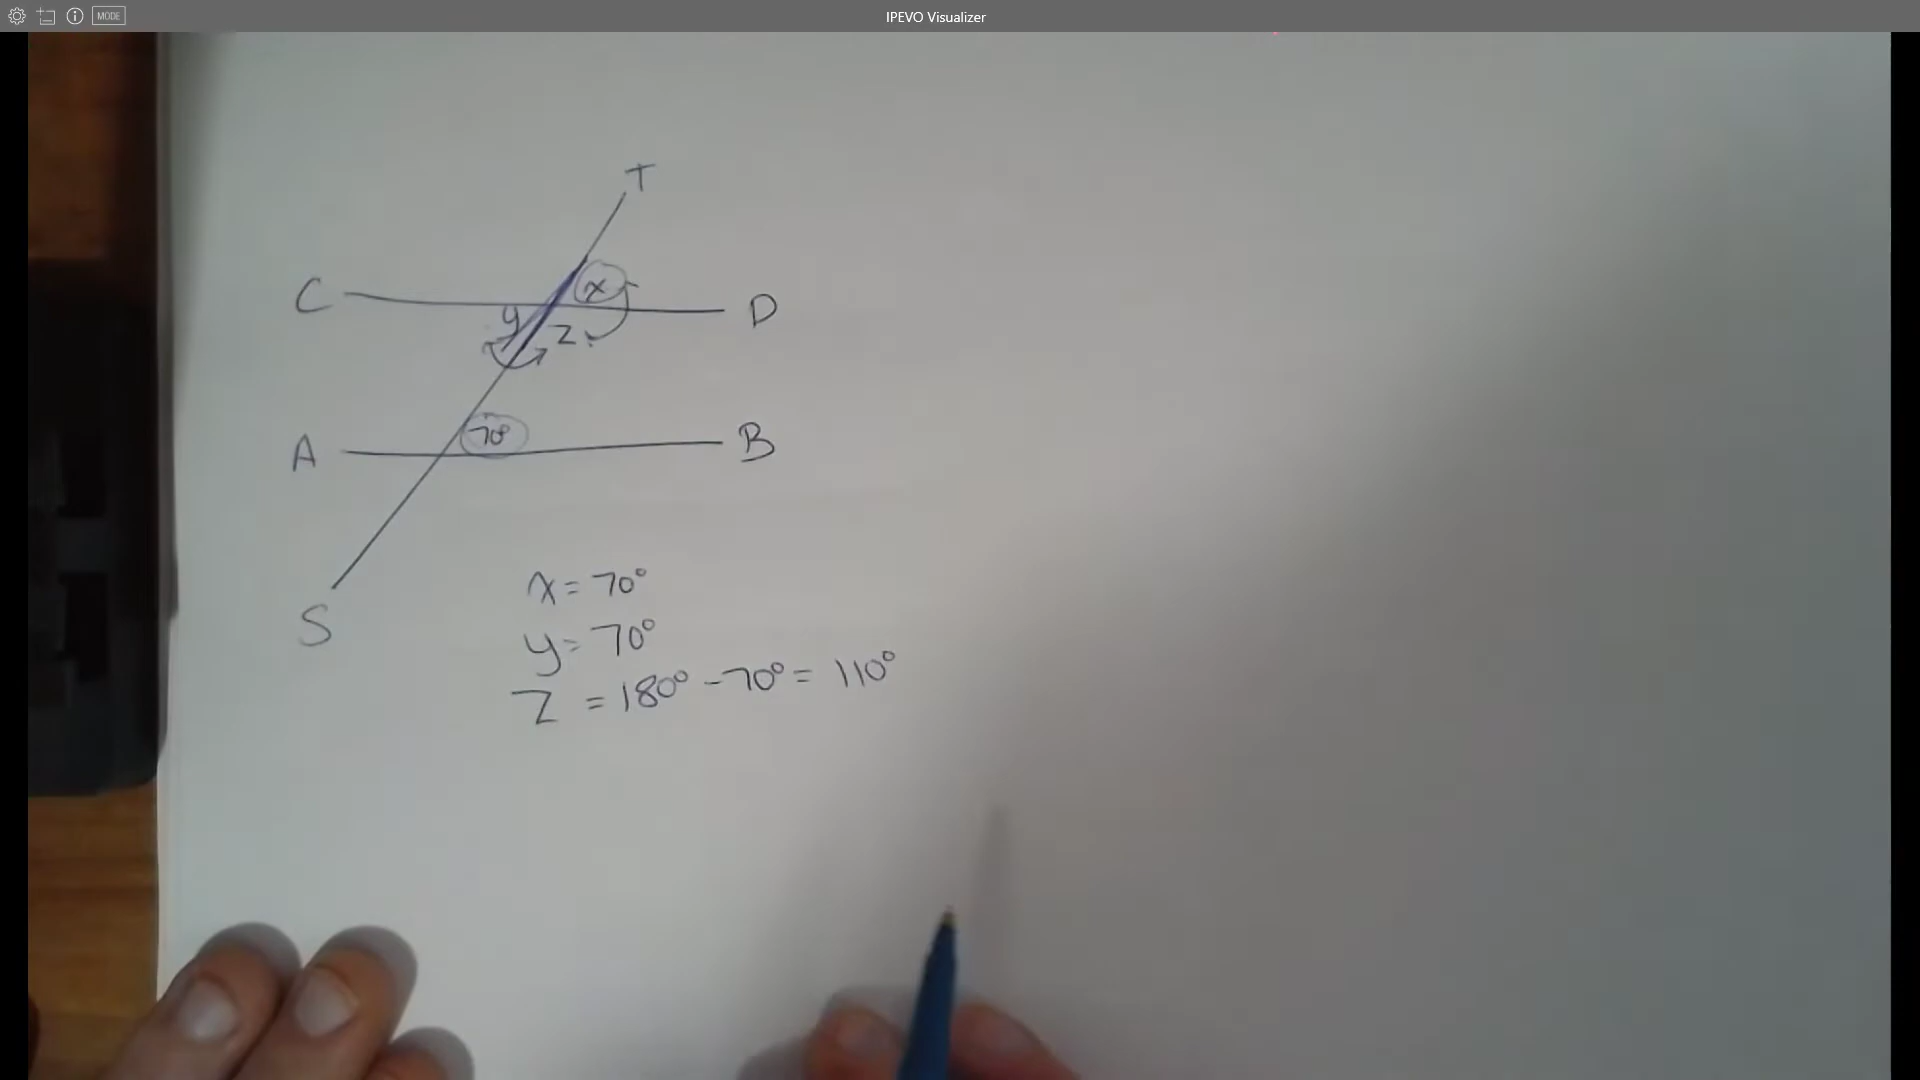 MODE
IPEVO Visualizer
T
C
x
D
y
z
A
70°
B
S
x = 70°
y = 70°
Z = 180° - 70° = 110°